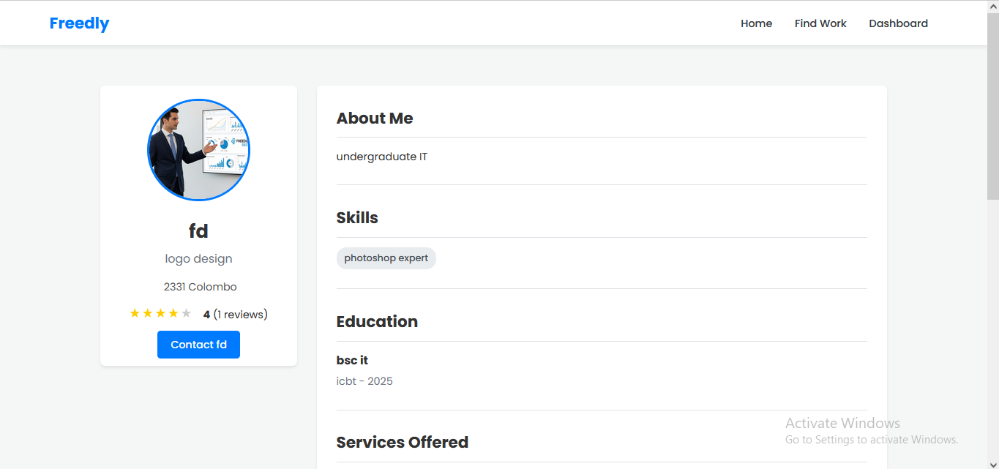 Freedly
Home Find Work Dashboard
fd
logo design
2331 Colombo
4 (1 reviews)
Contact fd
About Me
undergraduate IT
Skills
photoshop expert
Education
bsc it
icbt - 2025
Services Offered
Activate Windows
Go to Settings to activate Windows.